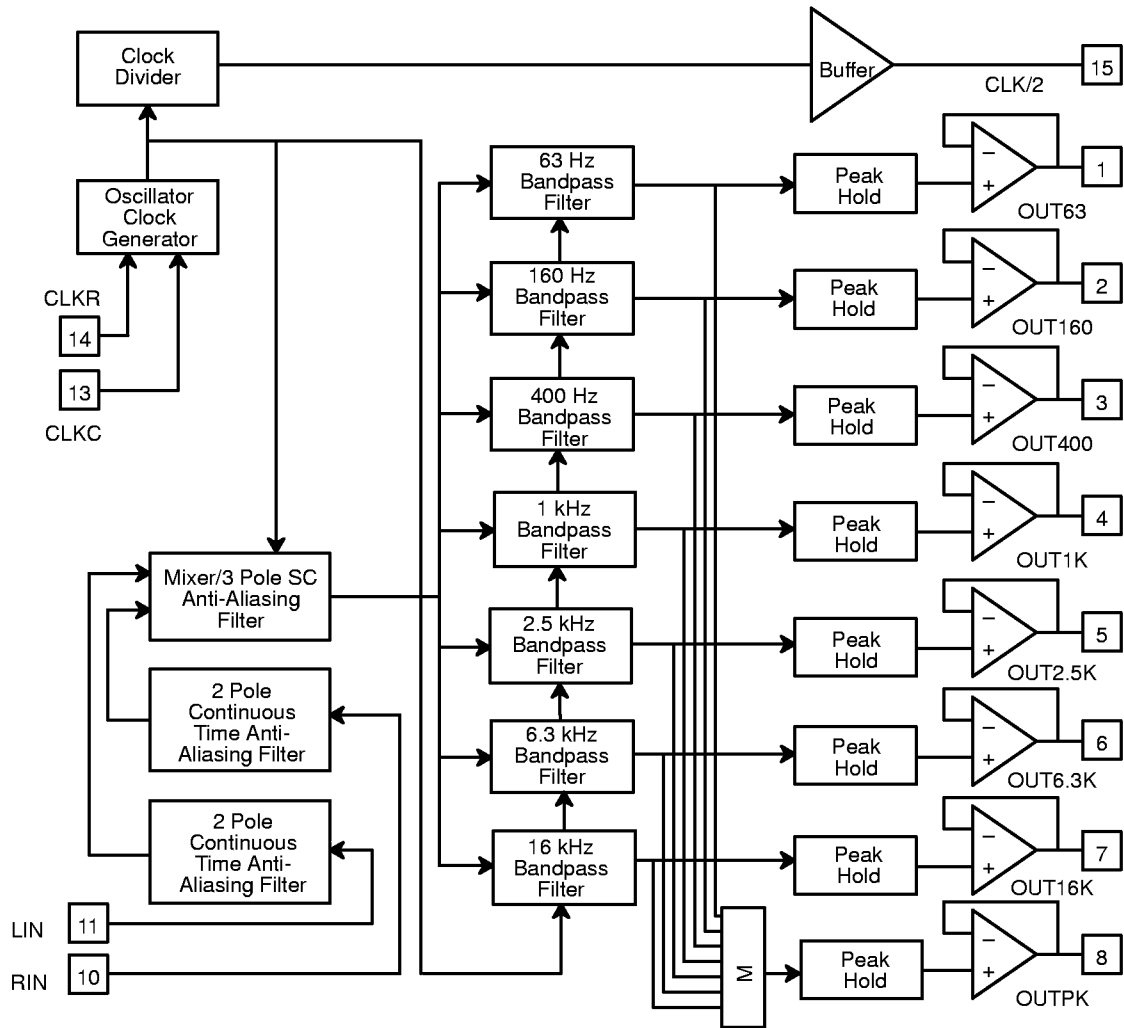 Clock
Divider
Buffer
15
CLK/2
Oscillator
Clock
Generator
CLKR
14
13
CLKC
63 Hz
Bandpass
Filter
Peak
Hold
−
+
1
OUT63
160 Hz
Bandpass
Filter
Peak
Hold
−
+
2
OUT160
400 Hz
Bandpass
Filter
Peak
Hold
−
+
3
OUT400
1 kHz
Bandpass
Filter
Peak
Hold
−
+
4
OUT1K
Mixer/3 Pole SC
Anti-Aliasing
Filter
2.5 kHz
Bandpass
Filter
Peak
Hold
−
+
5
OUT2.5K
2 Pole
Continuous
Time Anti-
Aliasing Filter
6.3 kHz
Bandpass
Filter
Peak
Hold
−
+
6
OUT6.3K
2 Pole
Continuous
Time Anti-
Aliasing Filter
16 kHz
Bandpass
Filter
Peak
Hold
−
+
7
OUT16K
LIN
11
RIN
10
M
Peak
Hold
−
+
8
OUTPK